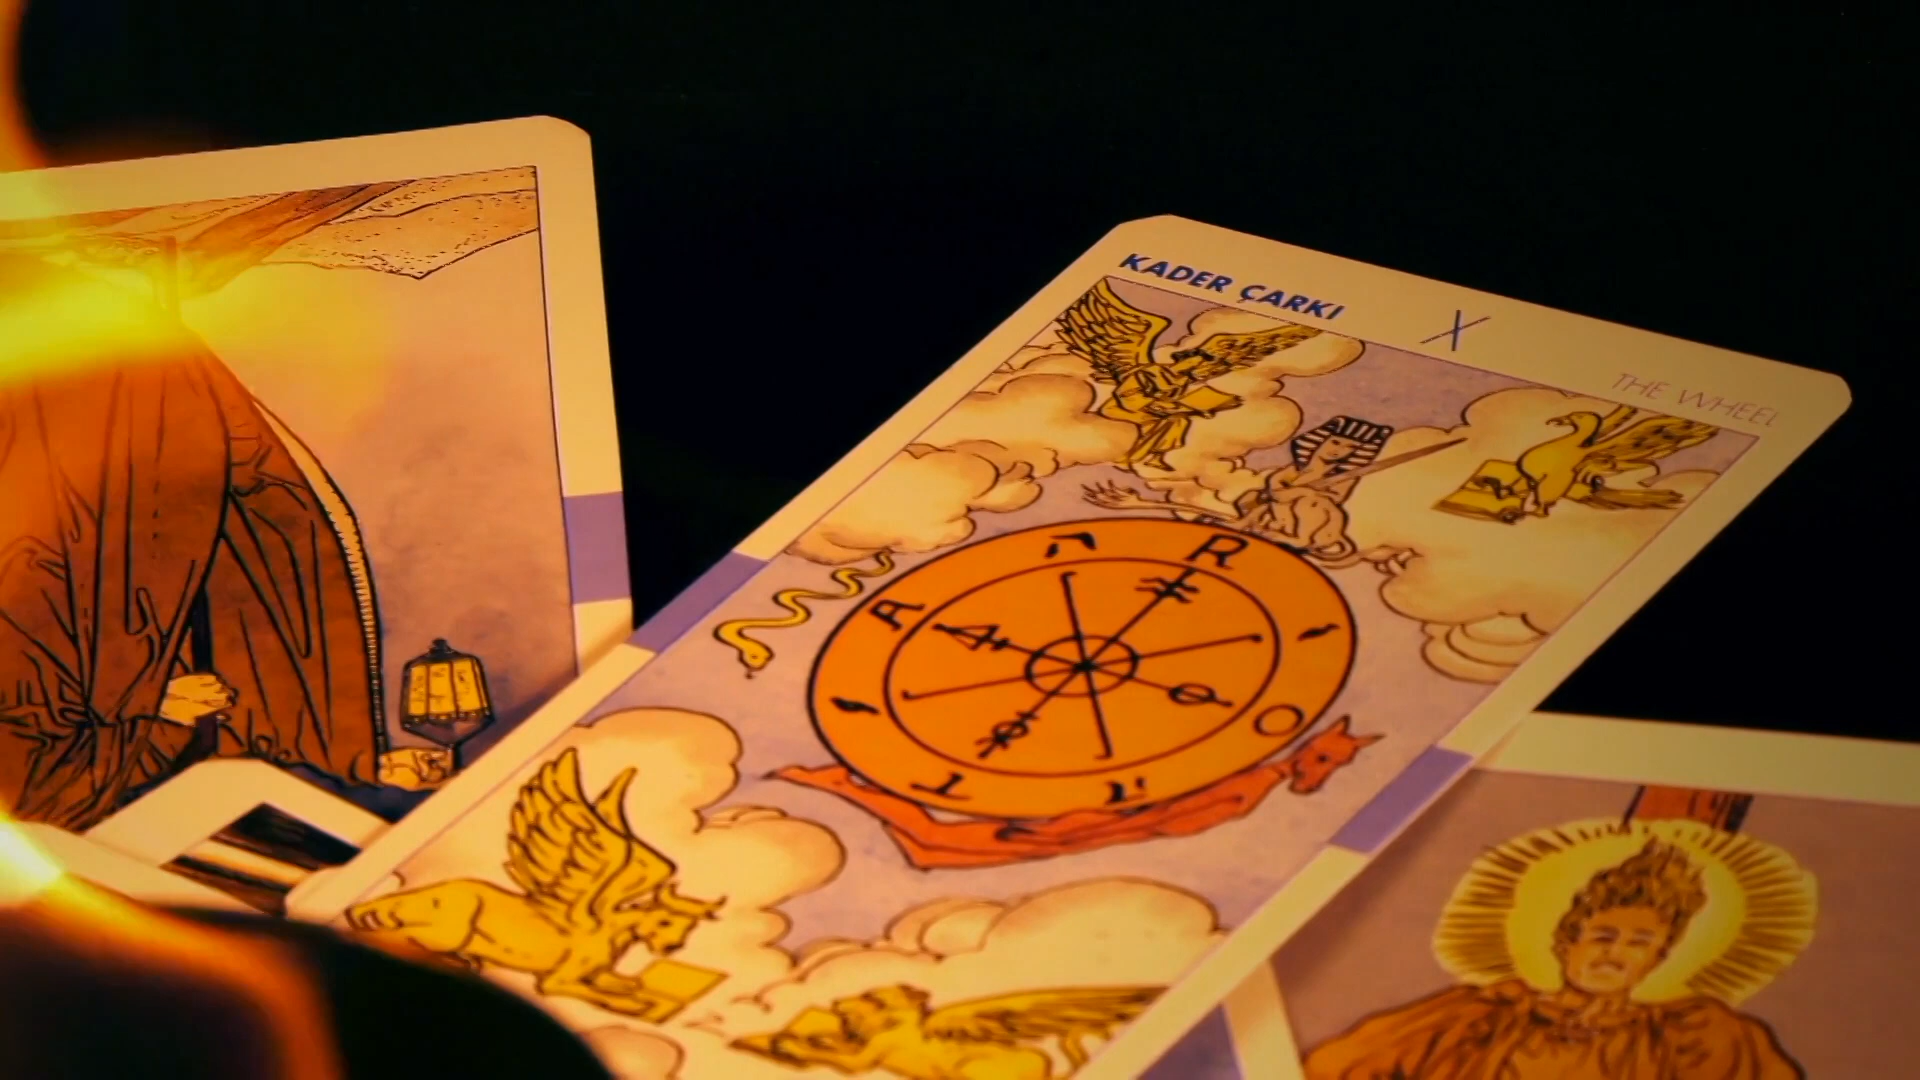 KADER ÇARKI
X
THE WHEEL
R
O
T
A